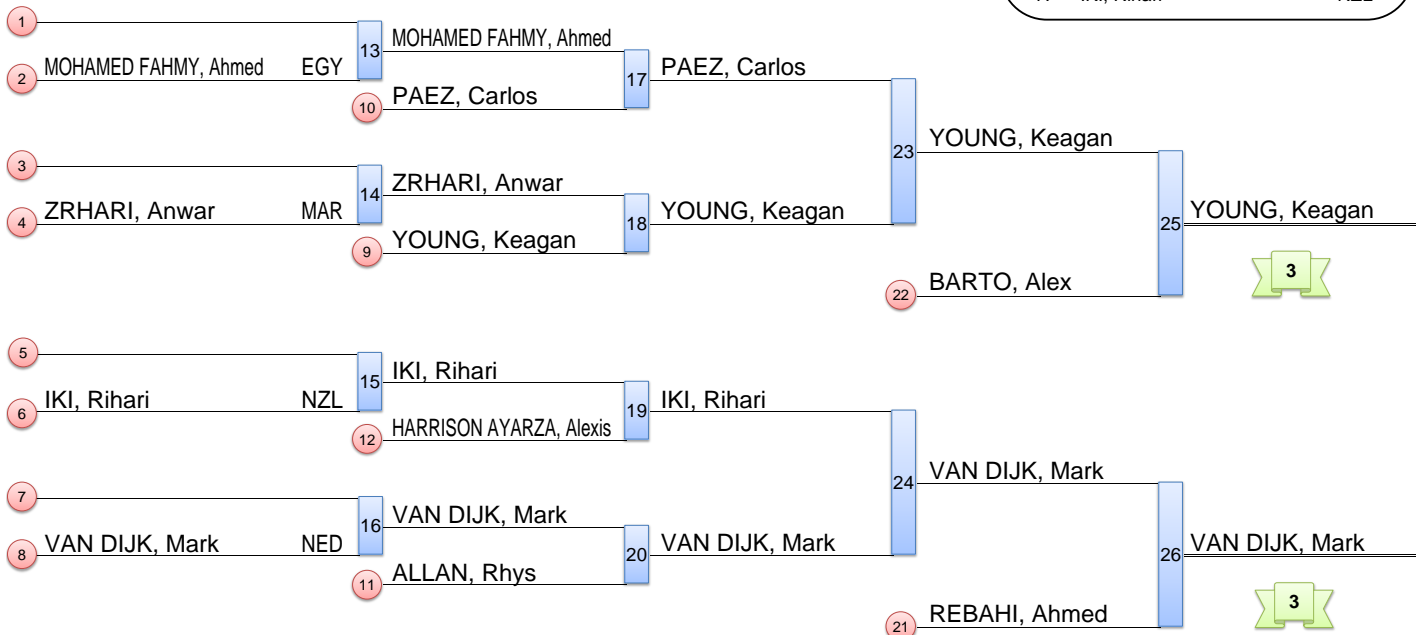 NZL
1
13
MOHAMED FAHMY, Ahmed
2
MOHAMED FAHMY, Ahmed EGY
17
PAEZ, Carlos
10
PAEZ, Carlos
23
YOUNG, Keagan
3
14
ZRHARI, Anwar
4
ZRHARI, Anwar MAR
18
YOUNG, Keagan
25
YOUNG, Keagan
9
YOUNG, Keagan
3
22
BARTO, Alex
5
15
IKI, Rihari
6
IKI, Rihari NZL
19
IKI, Rihari
12
HARRISON AYARZA, Alexis
24
VAN DIJK, Mark
7
16
VAN DIJK, Mark
8
VAN DIJK, Mark NED
20
VAN DIJK, Mark
26
VAN DIJK, Mark
11
ALLAN, Rhys
3
21
REBAHI, Ahmed